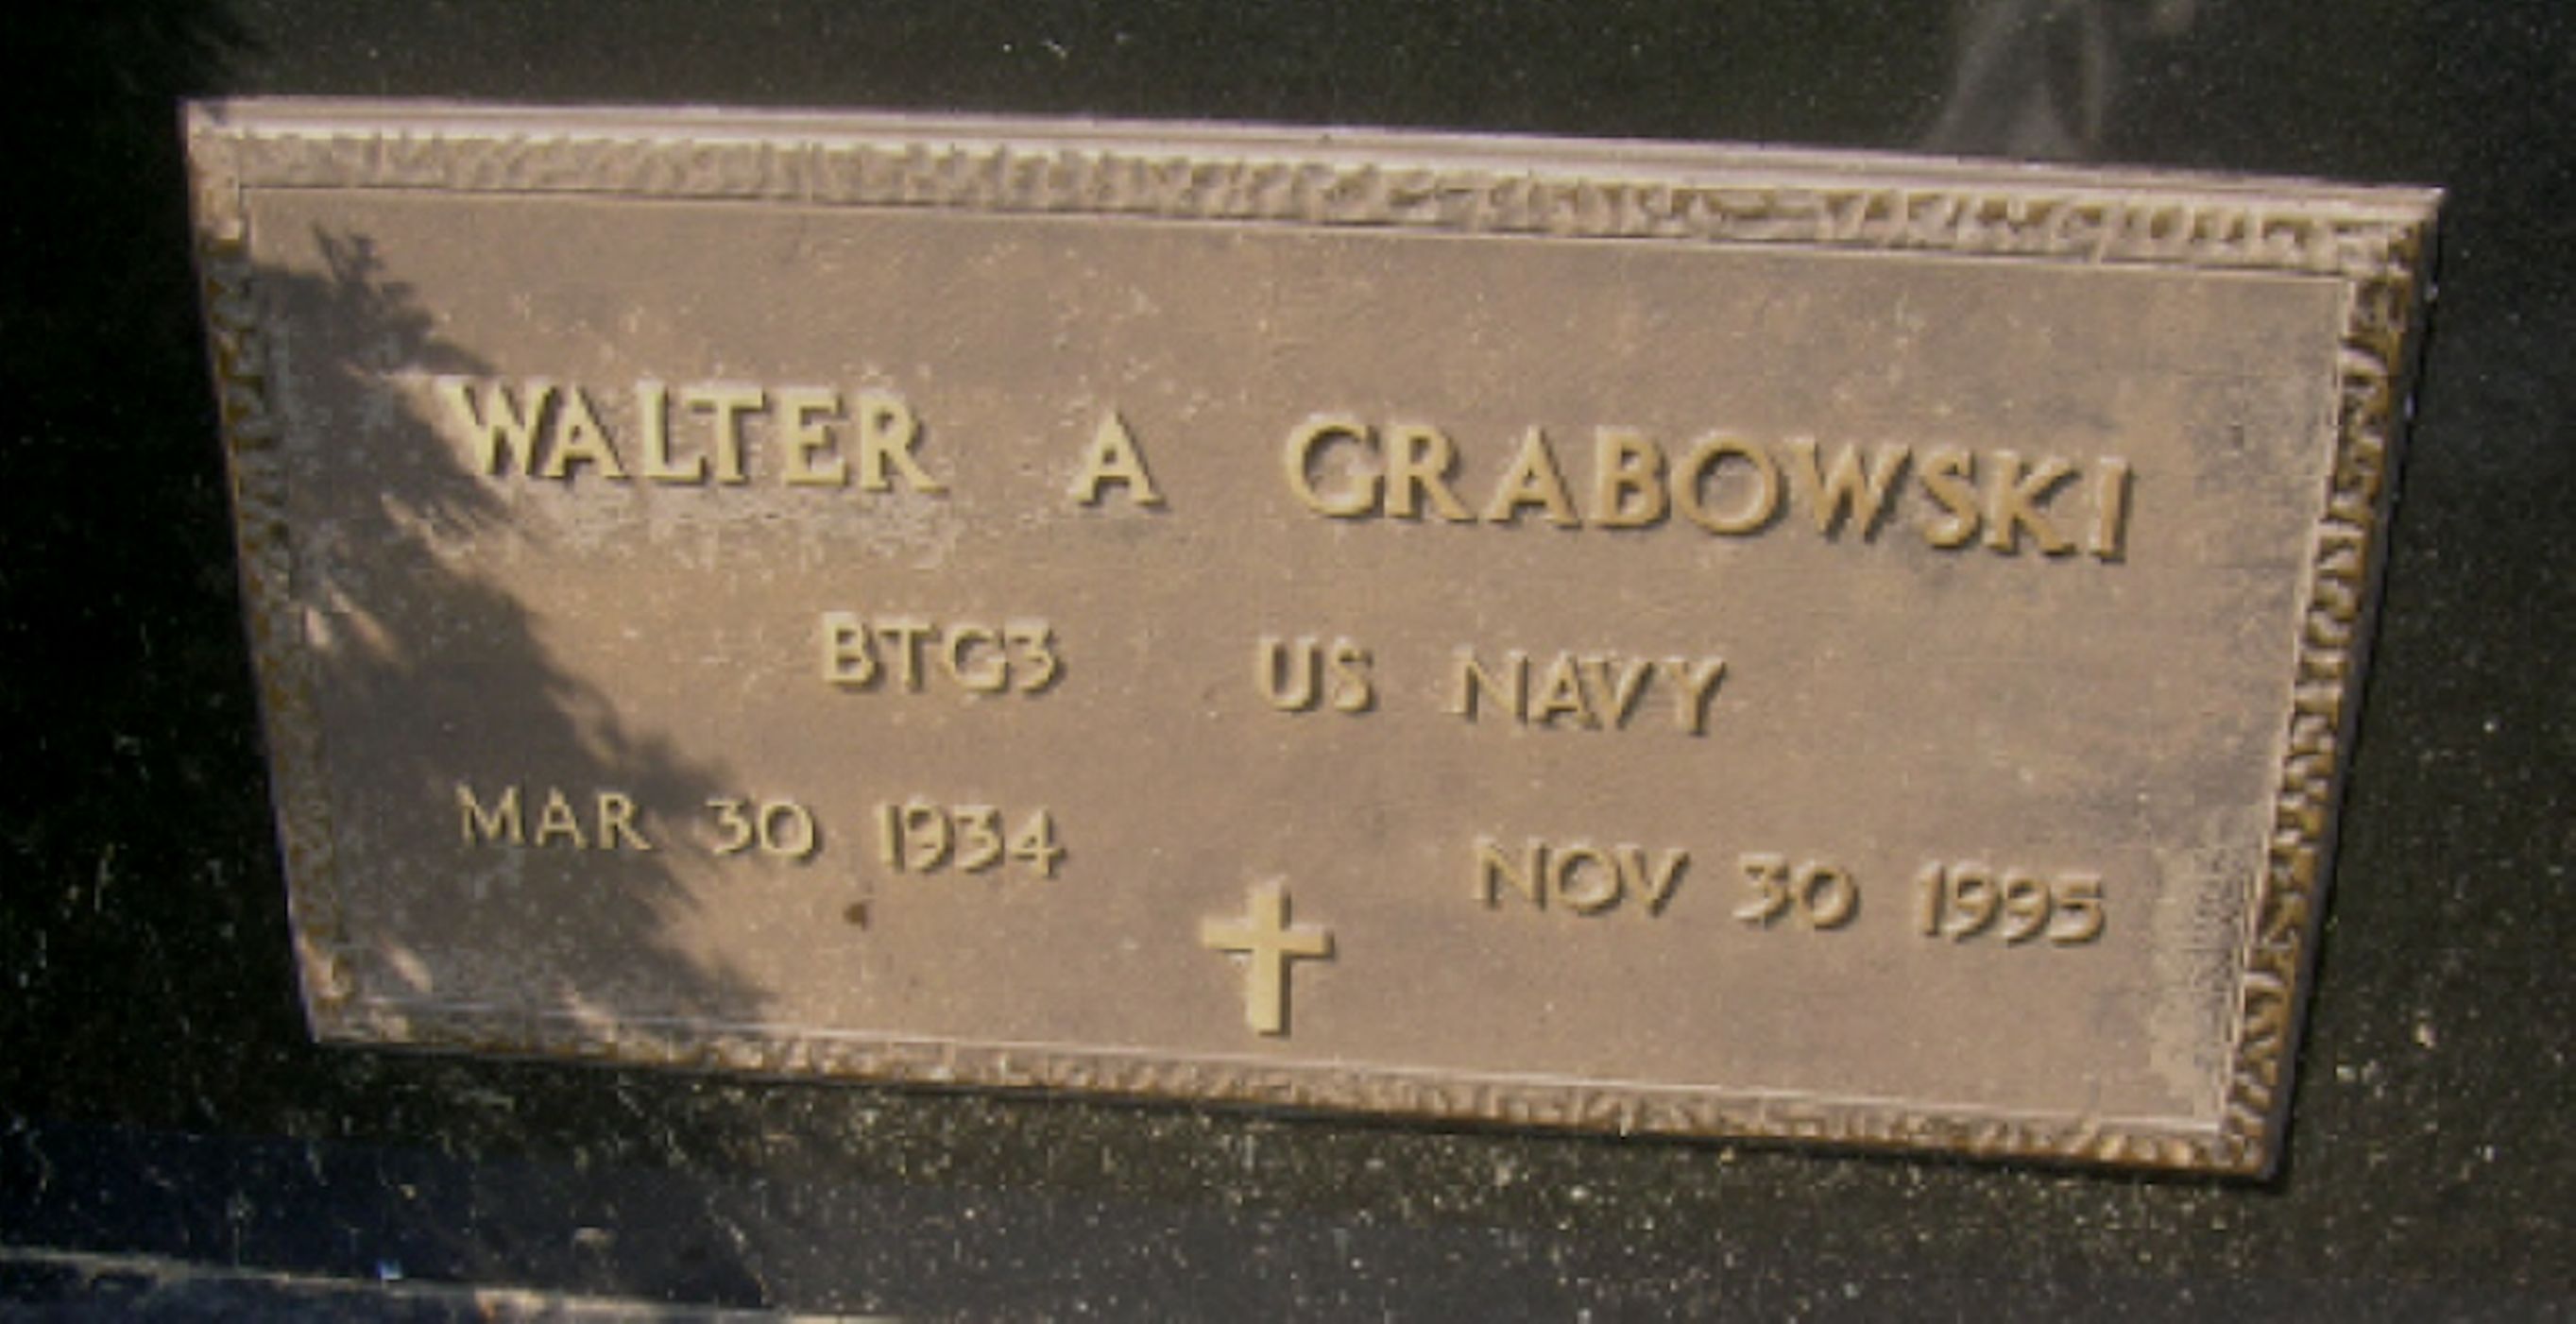 WALTER A GRABOWSKI
BTG3 US NAVY
MAR 30 1934 NOV 30 1995